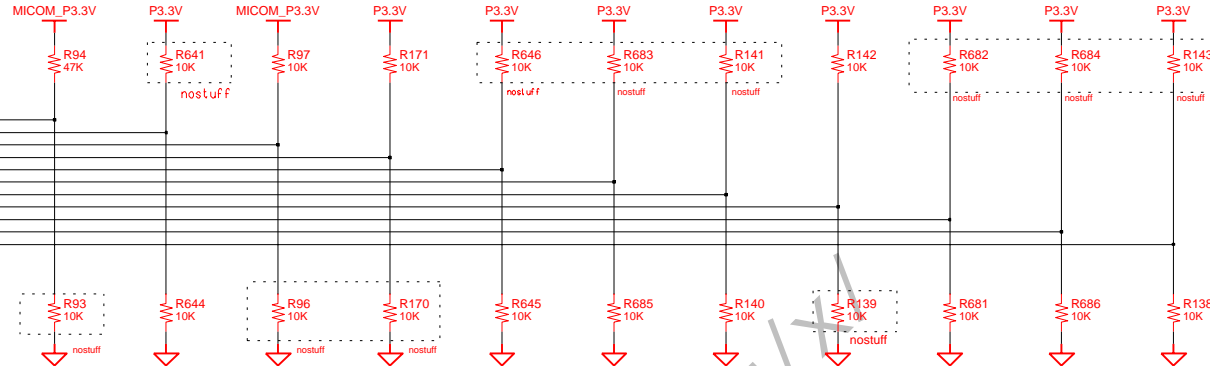 MICOM_P3.3V P3.3V MICOM_P3.3V P3.3V P3.3V P3.3V P3.3V P3.3V P3.3V P3.3V P3.3V
R94 R641 R97 R171 R646 R683 R141 R142 R682 R684 R143
47K 10K 10K 10K 10K 10K 10K 10K 10K 10K 10K
nostuff nostuff nostuff nostuff nostuff nostuff nostuff
R93 R644 R96 R170 R645 R685 R140 R139 R681 R686 R138
10K 10K 10K 10K 10K 10K 10K 10K 10K 10K 10K
nostuff nostuff nostuff nostuff